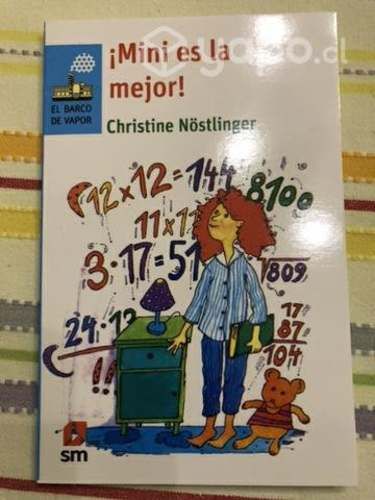 ¡Mini es la
mejor!
yapo.cl
EL BARCO
DE VAPOR
Christine Nöstlinger
12×12=144
8100
11×11
3·17=51
1809
24·12
17
87
104
!!
sm